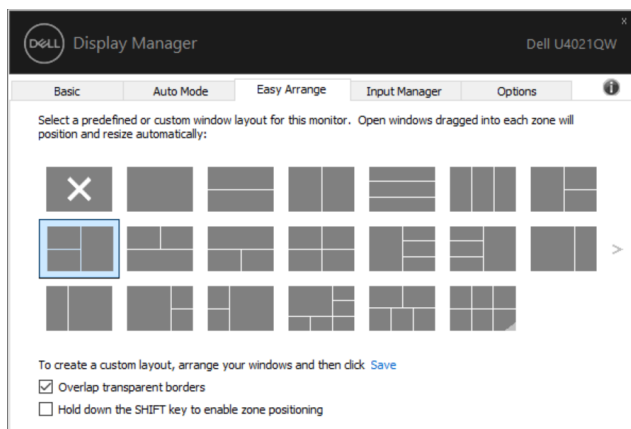 x
DELL Display Manager Dell U4021QW
Basic Auto Mode Easy Arrange Input Manager Options i
Select a predefined or custom window layout for this monitor. Open windows dragged into each zone will
position and resize automatically:
>
To create a custom layout, arrange your windows and then click Save
Overlap transparent borders
Hold down the SHIFT key to enable zone positioning